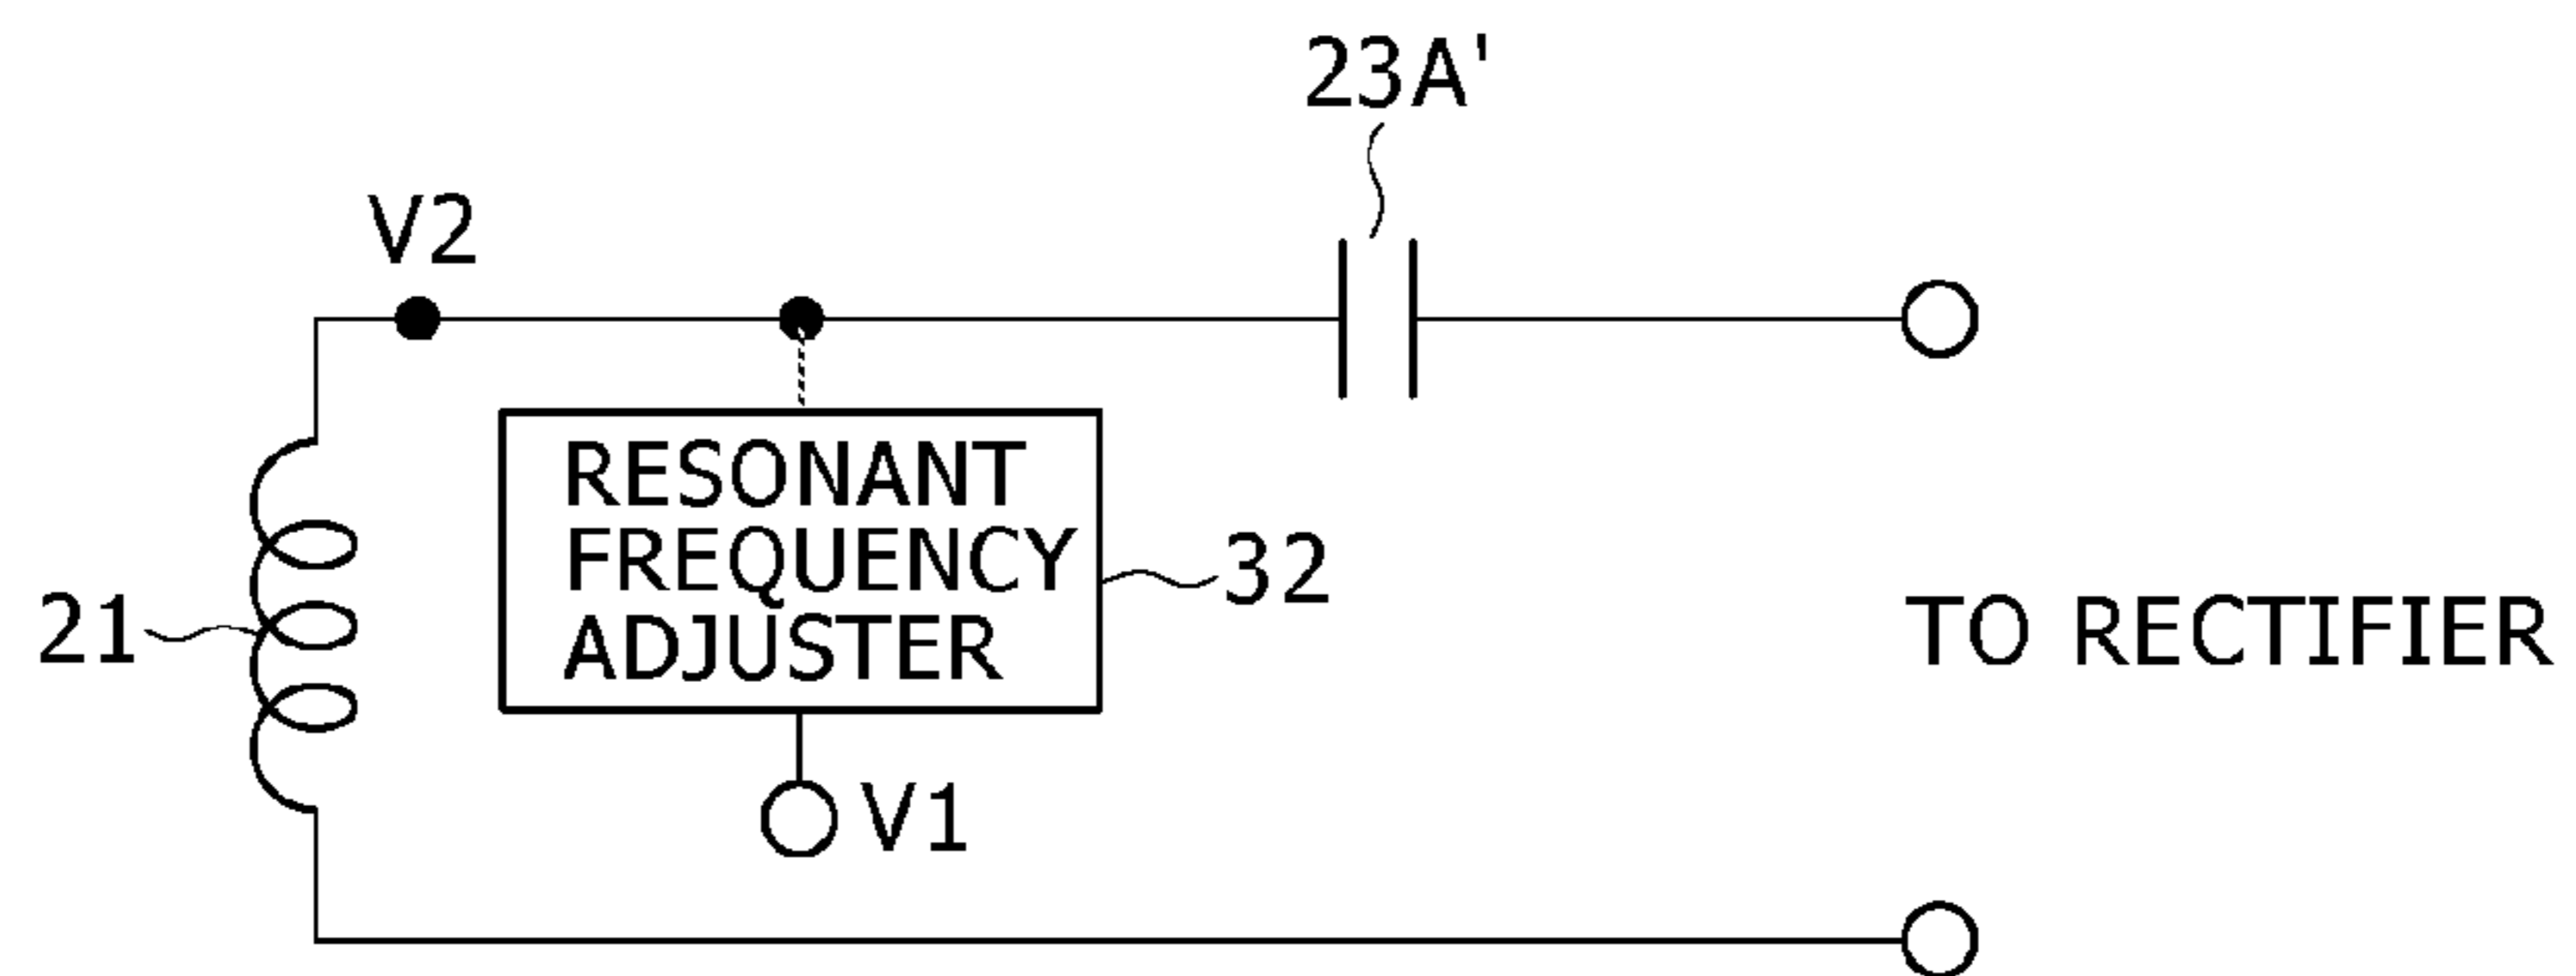 23A'
V2
RESONANT
FREQUENCY
ADJUSTER
32
21
TO RECTIFIER
V1